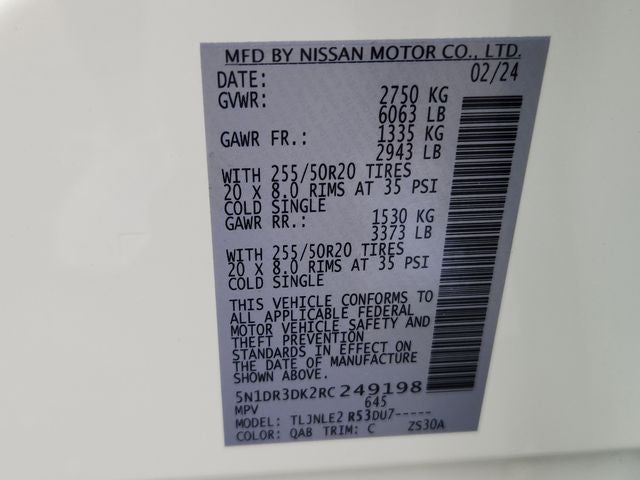 MFD BY NISSAN MOTOR CO., LTD.
DATE: 02/24
GVWR: 2750 KG
6063 LB
GAWR FR.: 1335 KG
2943 LB
WITH 255/50R20 TIRES
20 X 8.0 RIMS AT 35 PSI
COLD SINGLE
GAWR RR.: 1530 KG
3373 LB
WITH 255/50R20 TIRES
20 X 8.0 RIMS AT 35 PSI
COLD SINGLE
THIS VEHICLE CONFORMS TO
ALL APPLICABLE FEDERAL
MOTOR VEHICLE SAFETY AND
THEFT PREVENTION
STANDARDS IN EFFECT ON
THE DATE OF MANUFACTURE
SHOWN ABOVE.
5N1DR3DK2RC249198
MPV 645
MODEL: TLJNLE2 R53DU7-----
COLOR: QAB TRIM: C ZS30A